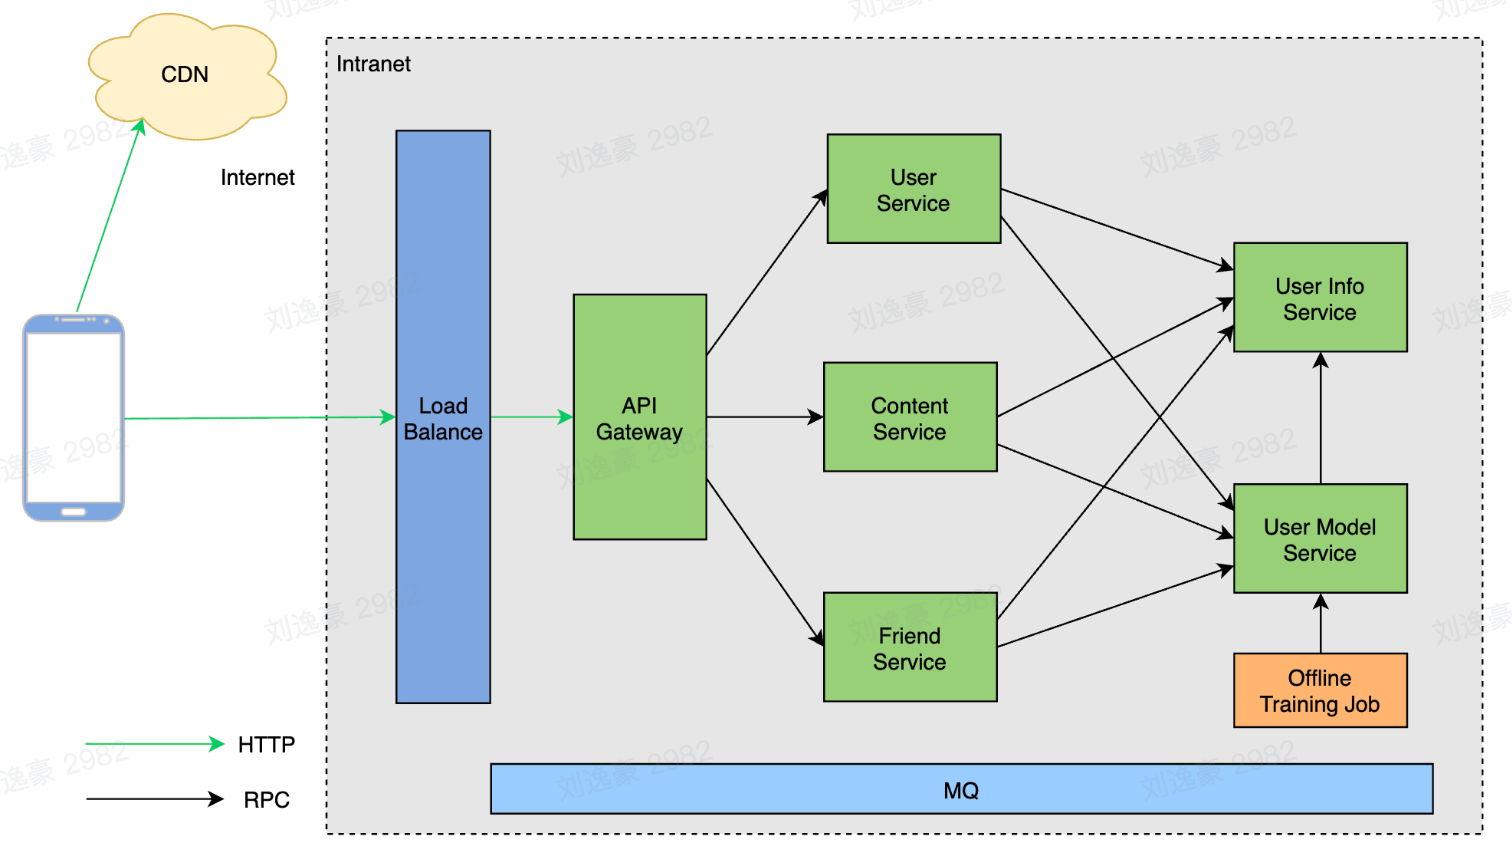 CDN
Internet
Intranet
Load
Balance
API
Gateway
User
Service
Content
Service
Friend
Service
User Info
Service
User Model
Service
Offline
Training Job
MQ
HTTP
RPC
刘逸豪 2982